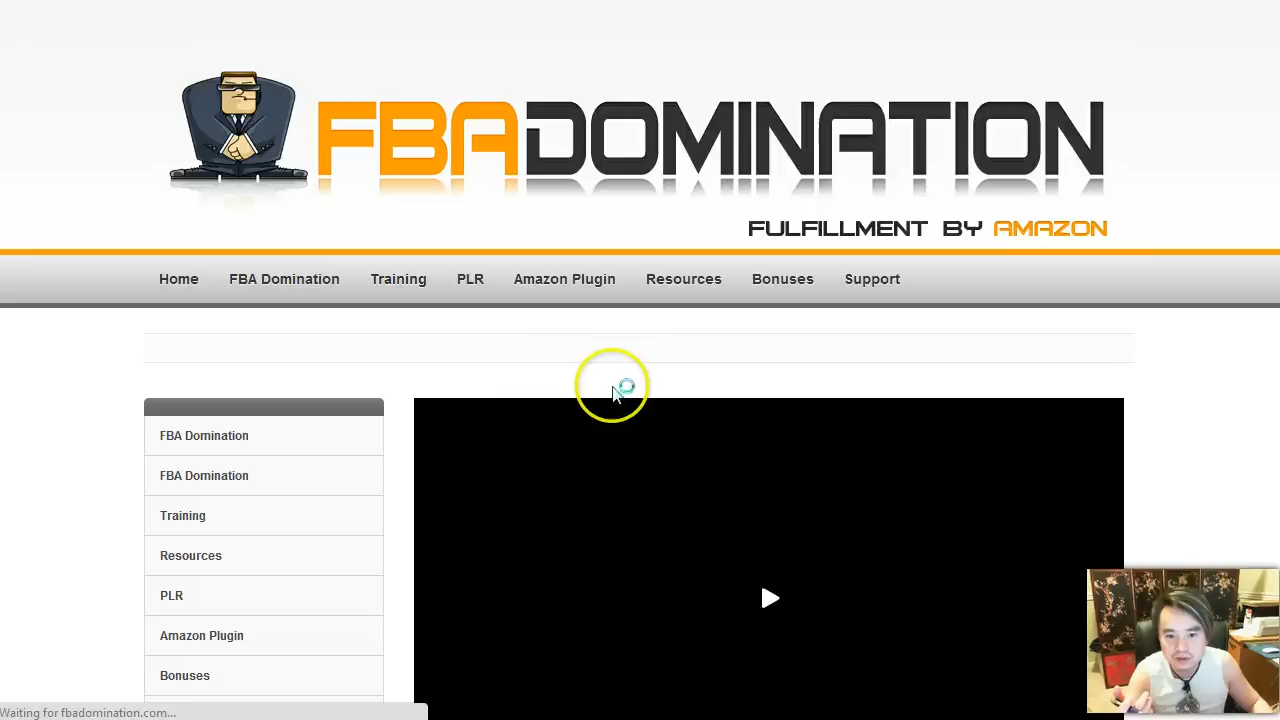 FBADOMINATION
FULFILLMENT BY AMAZON
Home FBA Domination Training PLR Amazon Plugin Resources Bonuses Support
FBA Domination
FBA Domination
Training
Resources
PLR
Amazon Plugin
Bonuses
Waiting for fbadomination.com...